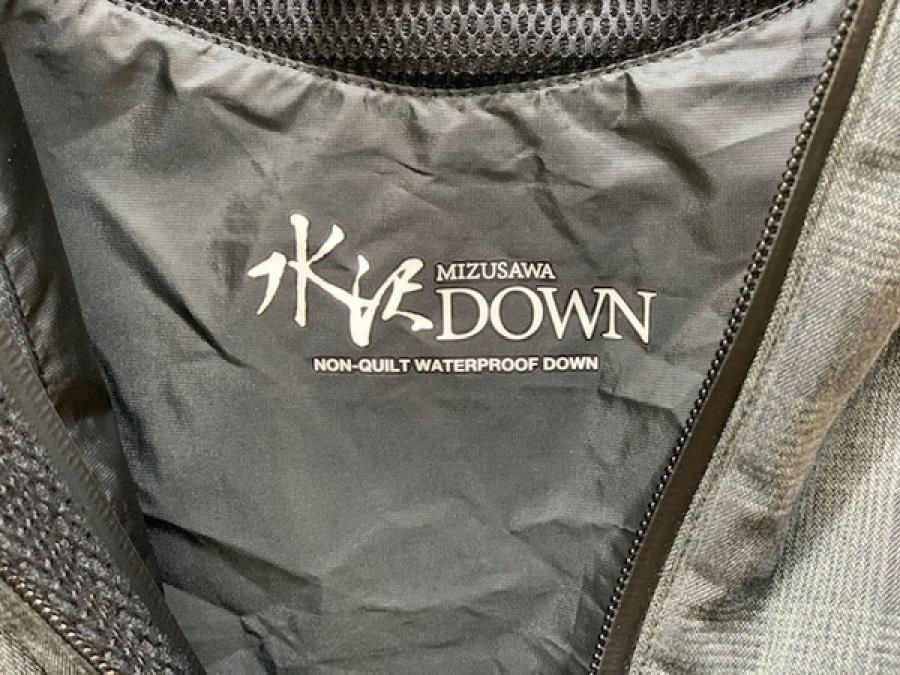 水沢 MIZUSAWA
DOWN
NON-QUILT WATERPROOF DOWN